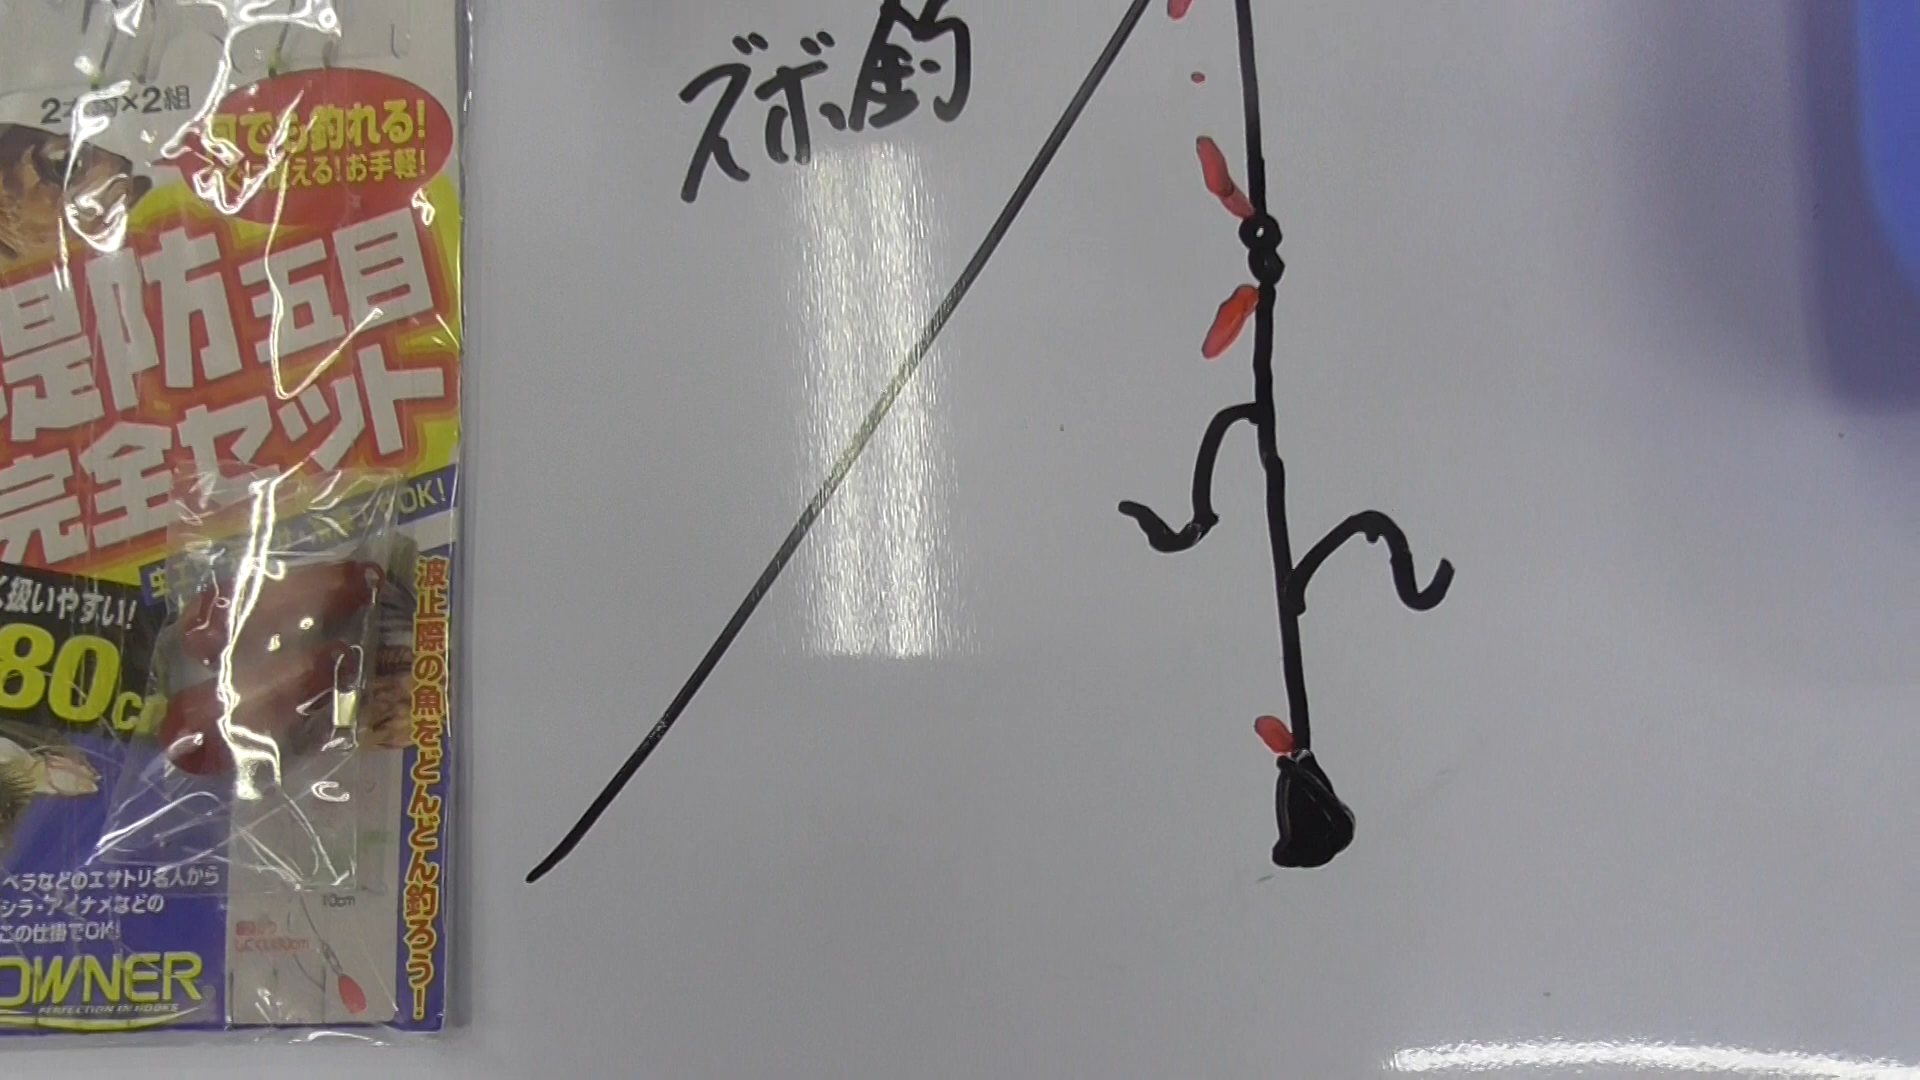 ズボ釣
2本鈎×2組
何でも釣れる!
すぐに使える!お手軽!
堤防五目
完全セット
OK!
く扱いやすい!
80cm
波止際の魚をどんどん釣ろう!
ベラなどのエサトリ名人から
シラ・アイナメなどの
この仕掛でOK!
10cm
OWNER
PERFECTION IN HOOKS